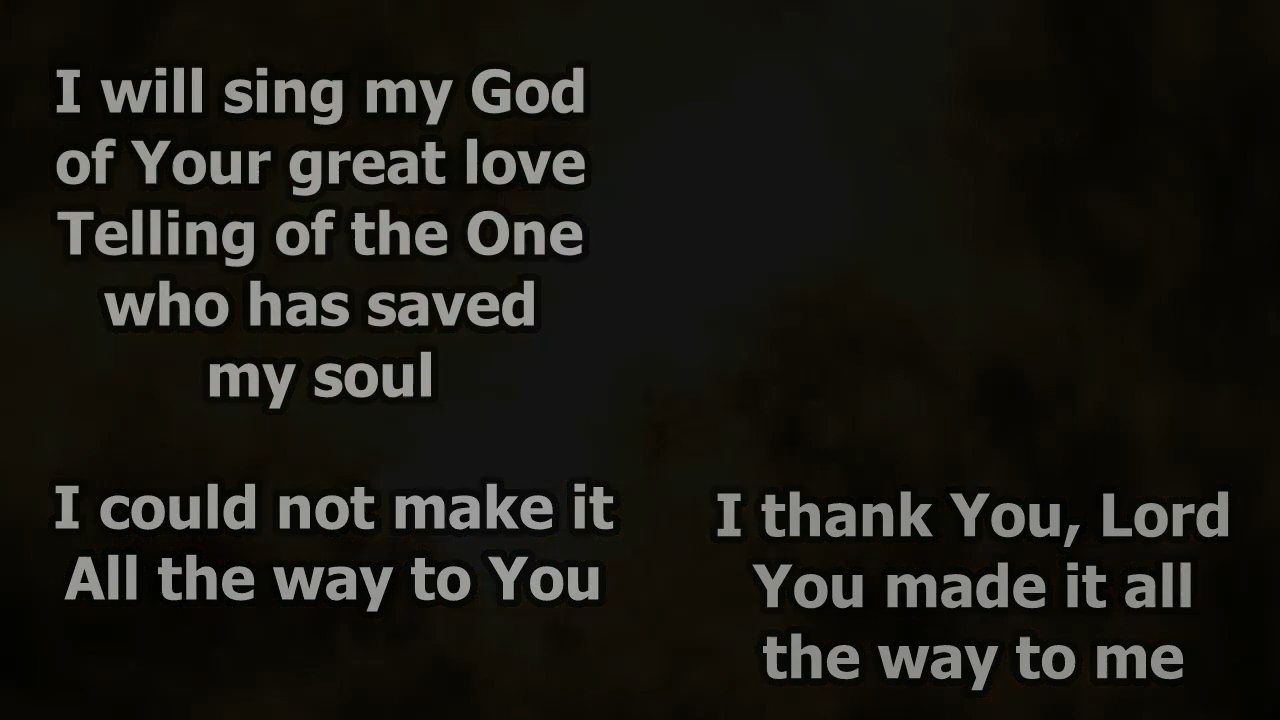 I will sing my God
of Your great love
Telling of the One
who has saved
my soul
I could not make it
All the way to You
I thank You, Lord
You made it all
the way to me